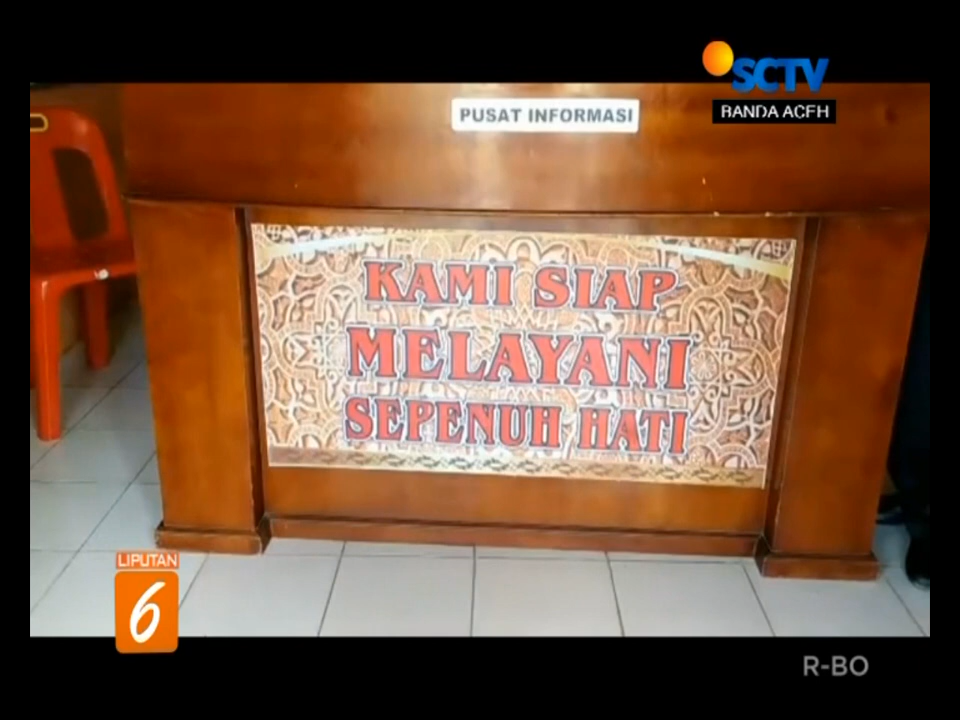 SCTV
BANDA ACEH
PUSAT INFORMASI
KAMI SIAP
MELAYANI
SEPENUH HATI
LIPUTAN
6
R-BO